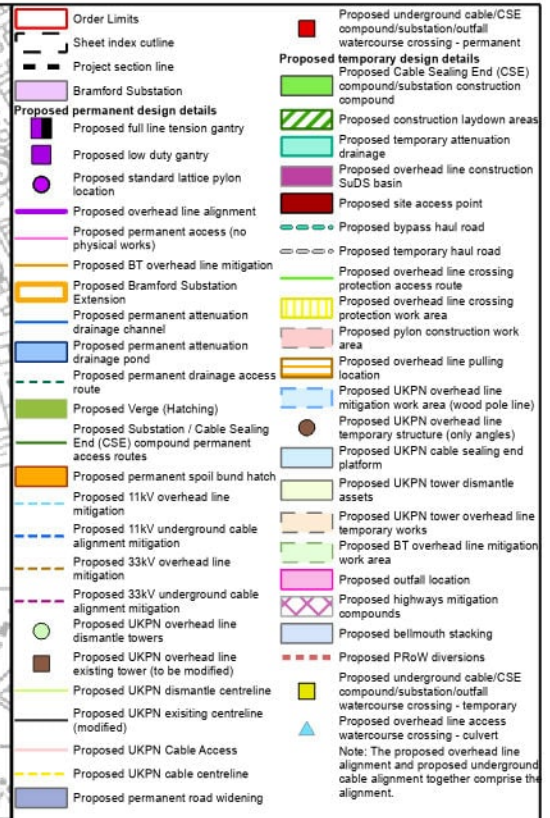 Order Limits
Sheet index cutline
Project section line
Bramford Substation
Proposed permanent design details
Proposed full line tension gantry
Proposed low duty gantry
Proposed standard lattice pylon
location
Proposed overhead line alignment
Proposed permanent access (no
physical works)
Proposed BT overhead line mitigation
Proposed Bramford Substation
Extension
Proposed permanent attenuation
drainage channel
Proposed permanent attenuation
drainage pond
Proposed permanent drainage access
route
Proposed Verge (Hatching)
Proposed Substation / Cable Sealing
End (CSE) compound permanent
access routes
Proposed permanent spoil bund hatch
Proposed 11kV overhead line
mitigation
Proposed 11kV underground cable
alignment mitigation
Proposed 33kV overhead line
mitigation
Proposed 33kV underground cable
alignment mitigation
Proposed UKPN overhead line
dismantle towers
Proposed UKPN overhead line
existing tower (to be modified)
Proposed UKPN dismantle centreline
Proposed UKPN exisiting centreline
(modified)
Proposed UKPN Cable Access
Proposed UKPN cable centreline
Proposed permanent road widening
Proposed underground cable/CSE
compound/substation/outfall
watercourse crossing - permanent
Proposed temporary design details
Proposed Cable Sealing End (CSE)
compound/substation construction
compound
Proposed construction laydown areas
Proposed temporary attenuation
drainage
Proposed overhead line construction
SuDS basin
Proposed site access point
Proposed bypass haul road
Proposed temporary haul road
Proposed overhead line crossing
protection access route
Proposed overhead line crossing
protection work area
Proposed pylon construction work
area
Proposed overhead line pulling
location
Proposed UKPN overhead line
mitigation work area (wood pole line)
Proposed UKPN overhead line
temporary structure (only angles)
Proposed UKPN cable sealing end
platform
Proposed UKPN tower dismantle
assets
Proposed UKPN tower overhead line
temporary works
Proposed BT overhead line mitigation
work area
Proposed outfall location
Proposed highways mitigation
compounds
Proposed bellmouth stacking
Proposed PRoW diversions
Proposed underground cable/CSE
compound/substation/outfall
watercourse crossing - temporary
Proposed overhead line access
watercourse crossing - culvert
Note: The proposed overhead line
alignment and proposed underground
cable alignment together comprise the
alignment.